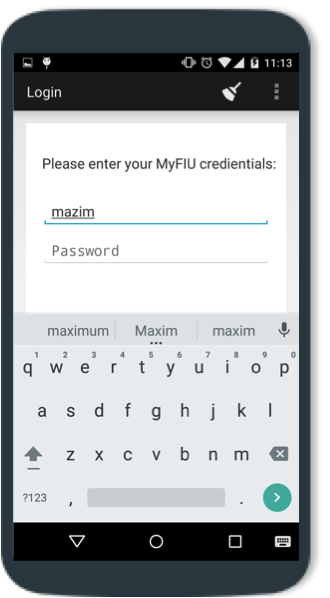 11:13
Login
Please enter your MyFIU credientials:
mazim
Password
maximum Maxim maxim
1 2 3 4 5 6 7 8 9 0
q w e r t y u i o p
a s d f g h j k l
z x c v b n m
?123 , .